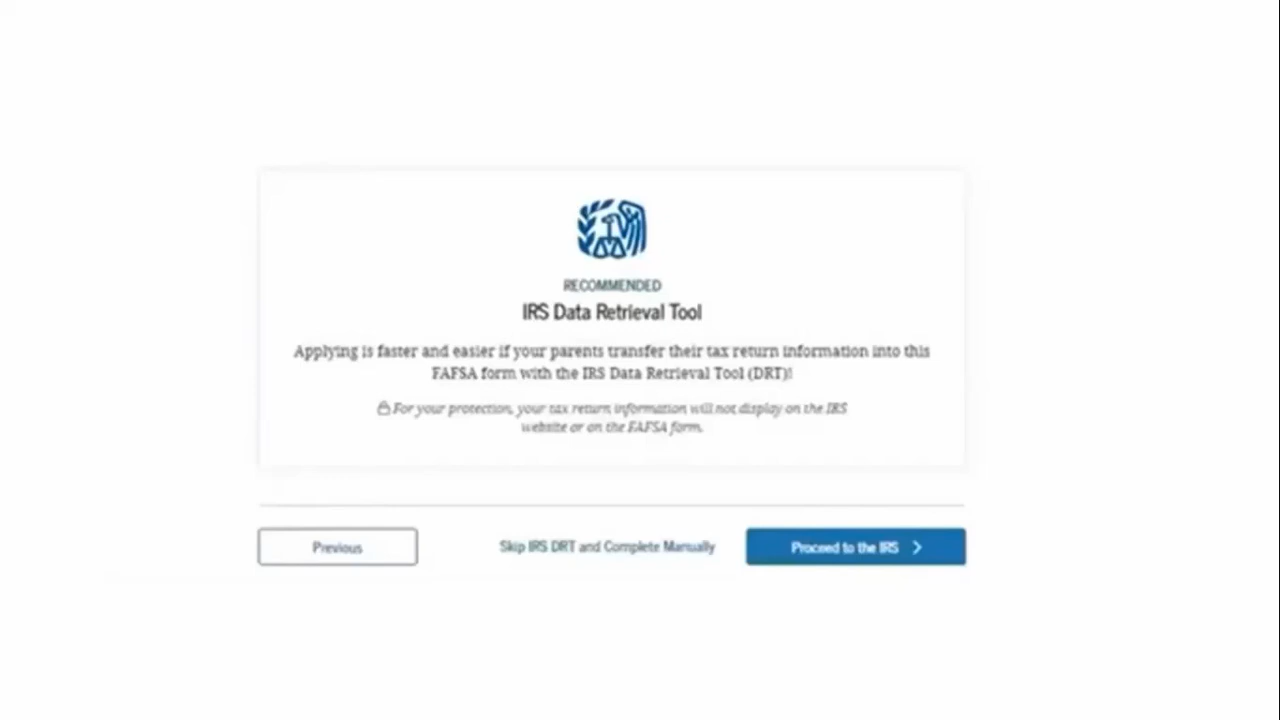 RECOMMENDED
IRS Data Retrieval Tool
Applying is faster and easier if your parents transfer their tax return information into this
FAFSA form with the IRS Data Retrieval Tool (DRT)!
For your protection, your tax return information will not display on the IRS
website or on the FAFSA form.
Previous
Skip IRS DRT and Complete Manually
Proceed to the IRS